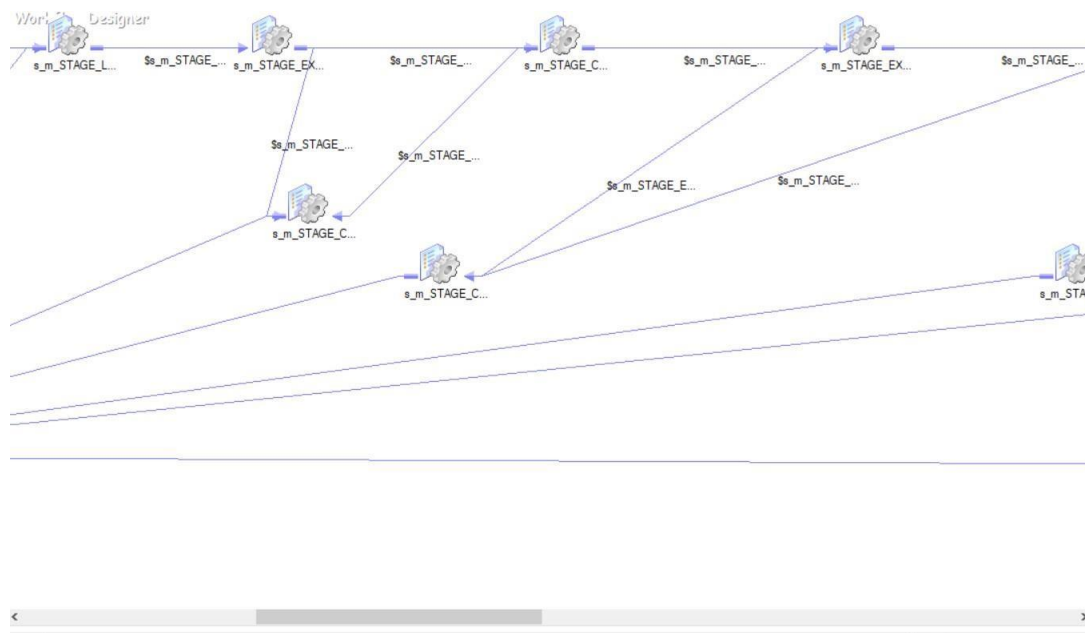 Designer
s_m_STAGE_L...
$s_m_STAGE_...
s_m_STAGE_EX...
$s_m_STAGE_...
s_m_STAGE_C...
$s_m_STAGE_...
s_m_STAGE_EX...
$s_m_STAGE_...
$s_m_STAGE_...
$s_m_STAGE_...
$s_m_STAGE_E...
$s_m_STAGE_...
s_m_STAGE_C...
s_m_STAGE_C...
s_m_STA